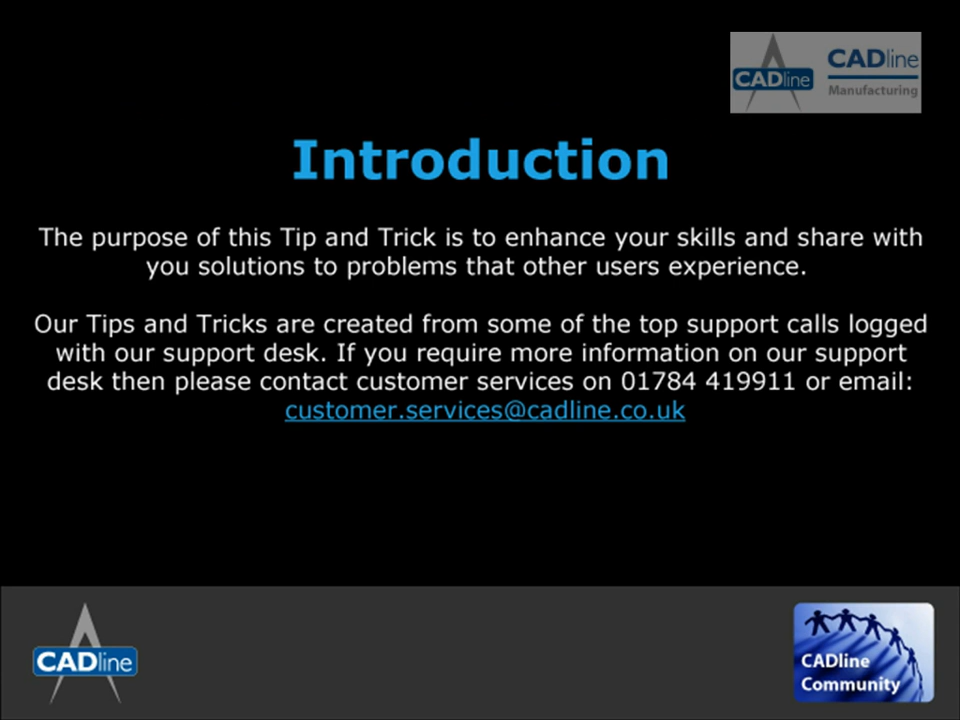 CADline
CADline
Manufacturing
Introduction
The purpose of this Tip and Trick is to enhance your skills and share with
you solutions to problems that other users experience.
Our Tips and Tricks are created from some of the top support calls logged
with our support desk. If you require more information on our support
desk then please contact customer services on 01784 419911 or email:
customer.services@cadline.co.uk
CADline
CADline
Community